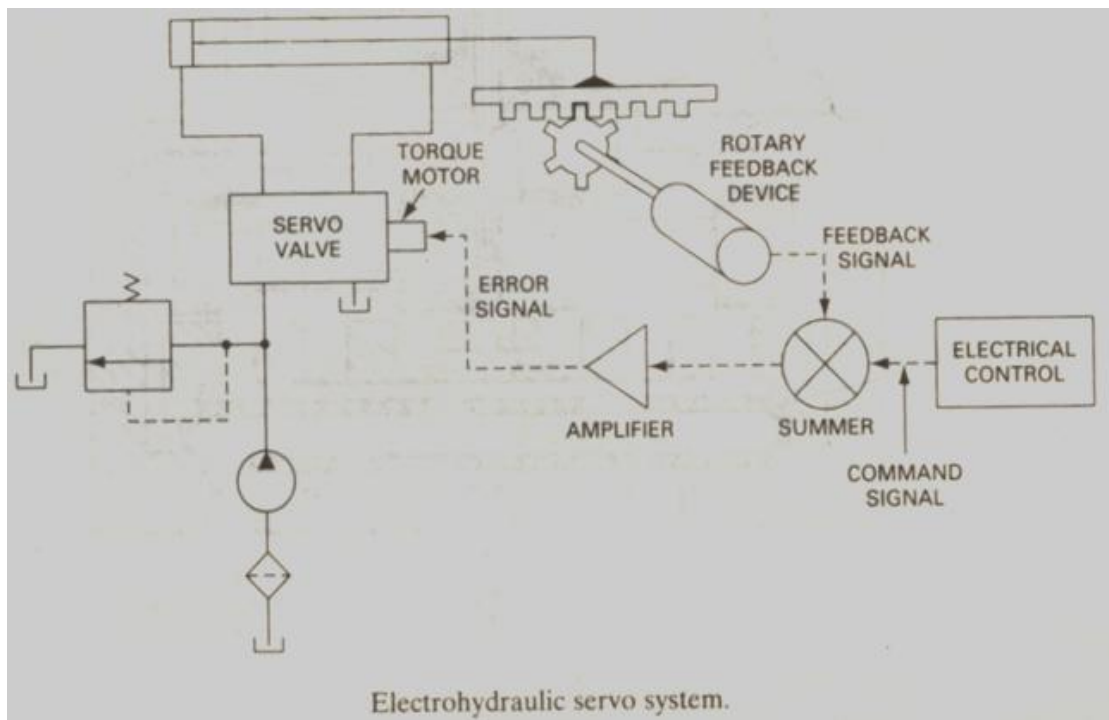 TORQUE
MOTOR
ROTARY
FEEDBACK
DEVICE
SERVO
VALVE
FEEDBACK
SIGNAL
ERROR
SIGNAL
ELECTRICAL
CONTROL
AMPLIFIER
SUMMER
COMMAND
SIGNAL
Electrohydraulic servo system.